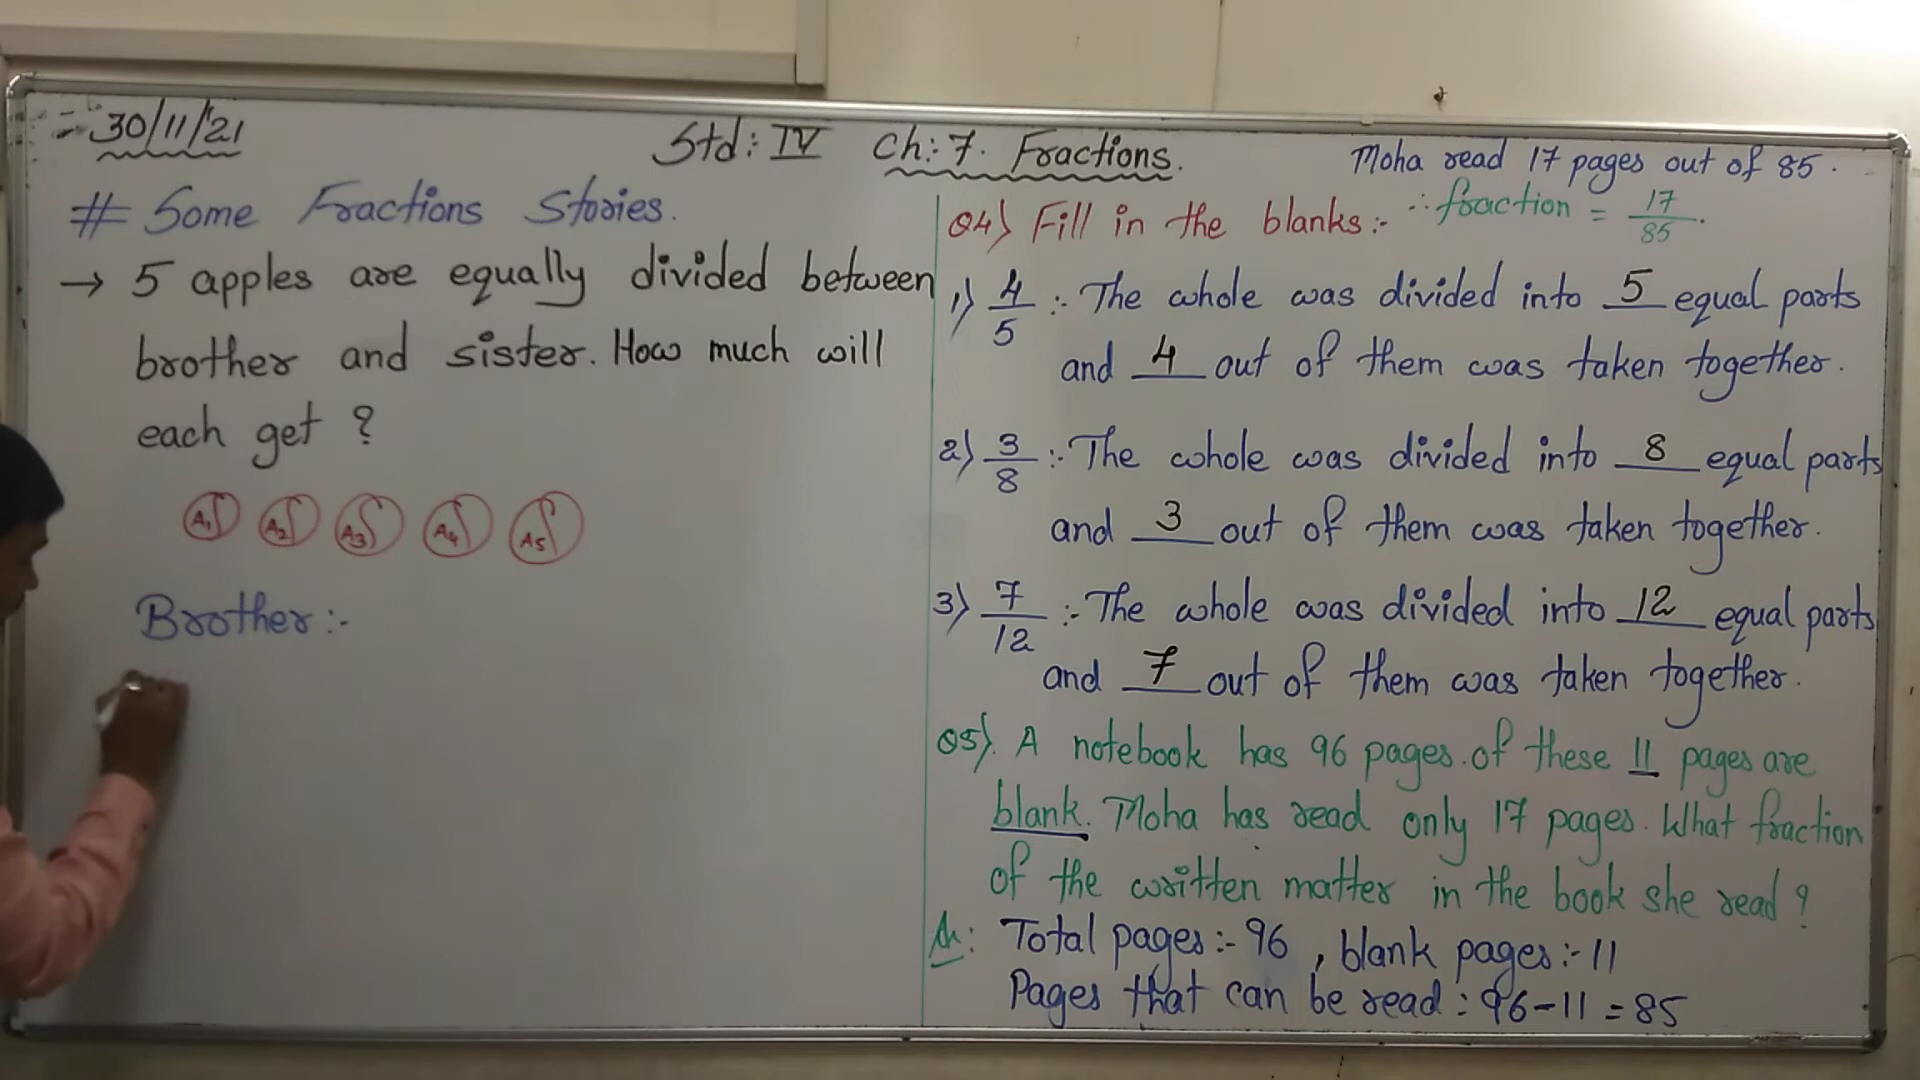 30/11/21
Std: IV Ch: 7. Fractions.
# Some Fractions Stories.
→ 5 apples are equally divided between
brother and sister. How much will
each get ?
A1 A2 A3 A4 A5
Brother :-
Moha read 17 pages out of 85.
∴ fraction = 17/85.
Q4) Fill in the blanks :-
1) 4/5 :- The whole was divided into 5 equal parts
and 4 out of them was taken together.
2) 3/8 :- The whole was divided into 8 equal parts
and 3 out of them was taken together.
3) 7/12 :- The whole was divided into 12 equal parts
and 7 out of them was taken together.
Q5). A notebook has 96 pages. of these 11 pages are
blank. Moha has read only 17 pages. What fraction
of the written matter in the book she read ?
A: Total pages :- 96 , blank pages :- 11
Pages that can be read : 96-11 = 85